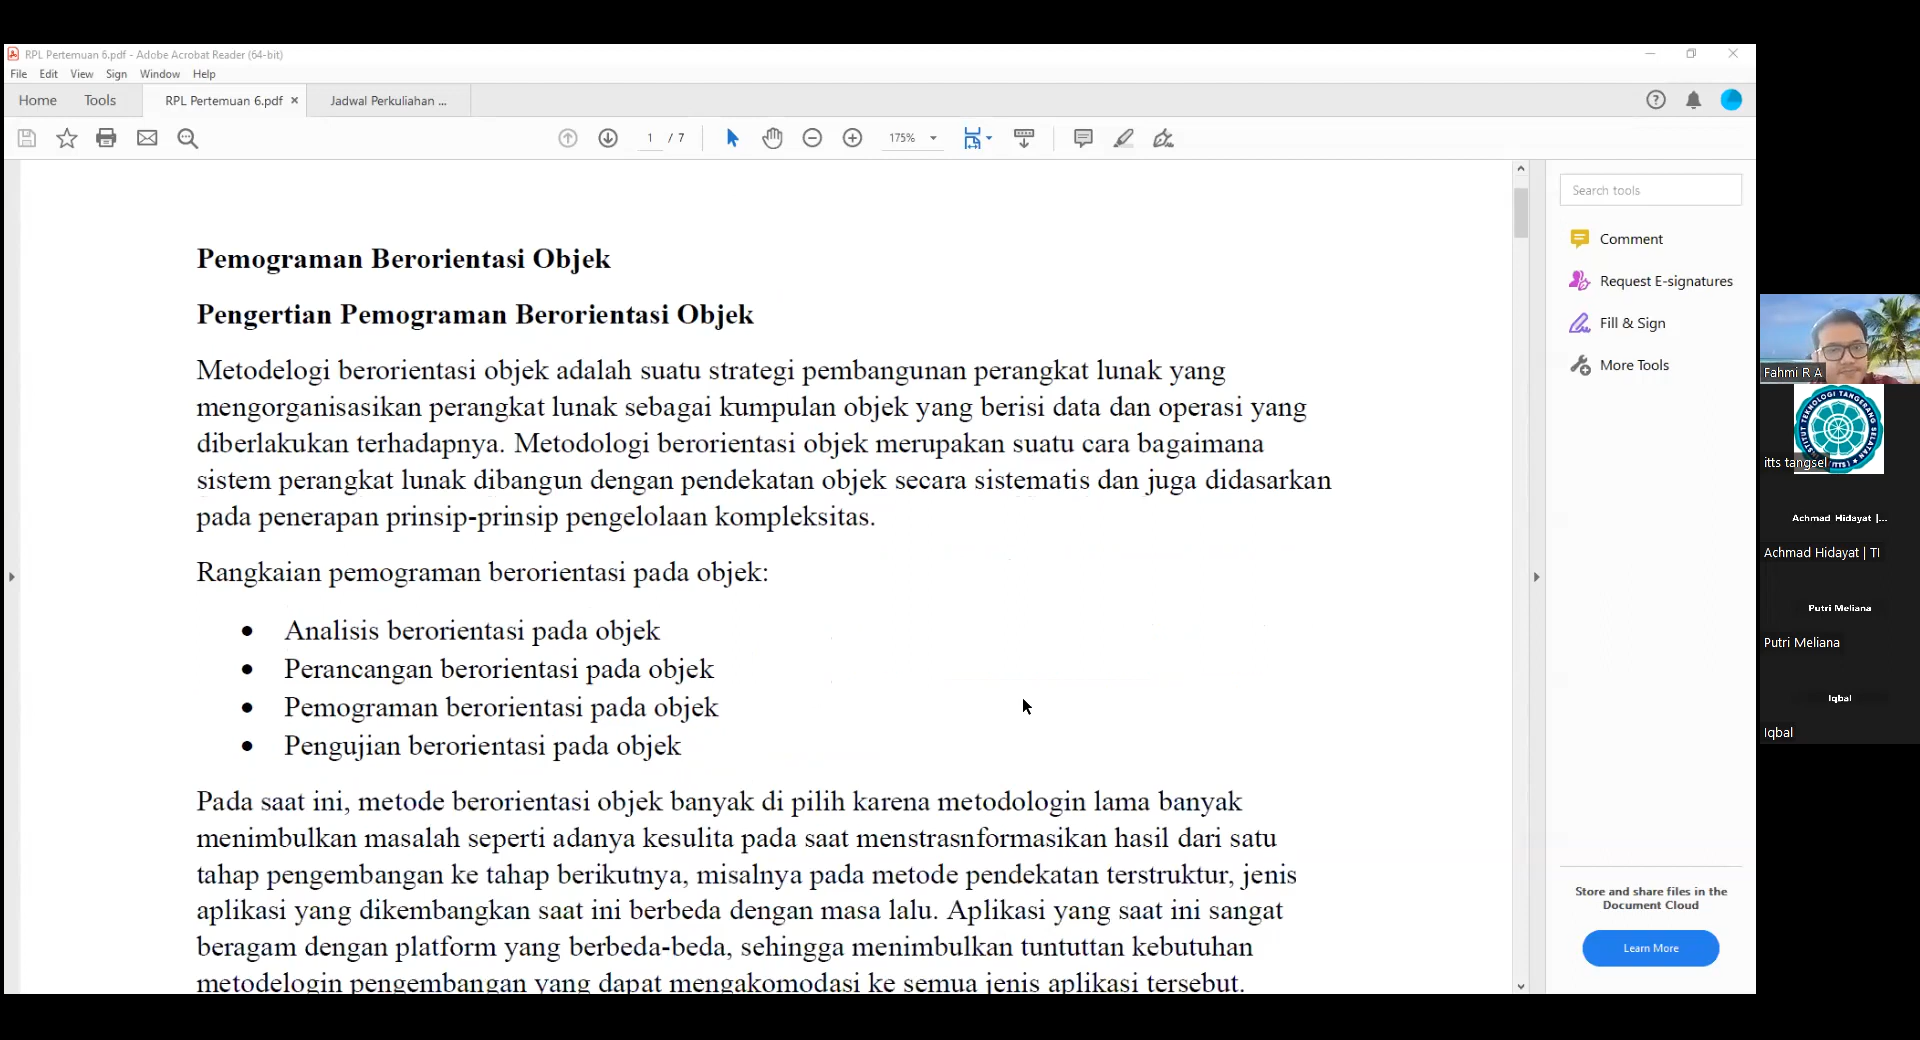 RPL Pertemuan 6.pdf - Adobe Acrobat Reader (64-bit)
File Edit View Sign Window Help
Home Tools RPL Pertemuan 6.pdf × Jadwal Perkuliahan ...
1 / 7 175%
Pemograman Berorientasi Objek
Pengertian Pemograman Berorientasi Objek
Metodelogi berorientasi objek adalah suatu strategi pembangunan perangkat lunak yang
mengorganisasikan perangkat lunak sebagai kumpulan objek yang berisi data dan operasi yang
diberlakukan terhadapnya. Metodologi berorientasi objek merupakan suatu cara bagaimana
sistem perangkat lunak dibangun dengan pendekatan objek secara sistematis dan juga didasarkan
pada penerapan prinsip-prinsip pengelolaan kompleksitas.
Rangkaian pemograman berorientasi pada objek:
• Analisis berorientasi pada objek
• Perancangan berorientasi pada objek
• Pemograman berorientasi pada objek
• Pengujian berorientasi pada objek
Pada saat ini, metode berorientasi objek banyak di pilih karena metodologin lama banyak
menimbulkan masalah seperti adanya kesulita pada saat menstrasnformasikan hasil dari satu
tahap pengembangan ke tahap berikutnya, misalnya pada metode pendekatan terstruktur, jenis
aplikasi yang dikembangkan saat ini berbeda dengan masa lalu. Aplikasi yang saat ini sangat
beragam dengan platform yang berbeda-beda, sehingga menimbulkan tuntuttan kebutuhan
metodelogin pengembangan yang dapat mengakomodasi ke semua jenis aplikasi tersebut.
Search tools
Comment
Request E-signatures
Fill & Sign
More Tools
Store and share files in the
Document Cloud
Learn More
Fahmi R A
INSTITUT TEKNOLOGI TANGERANG SELATAN (ITTS)
itts tangsel
Achmad Hidayat |...
Achmad Hidayat | TI
Putri Meliana
Putri Meliana
Iqbal
Iqbal